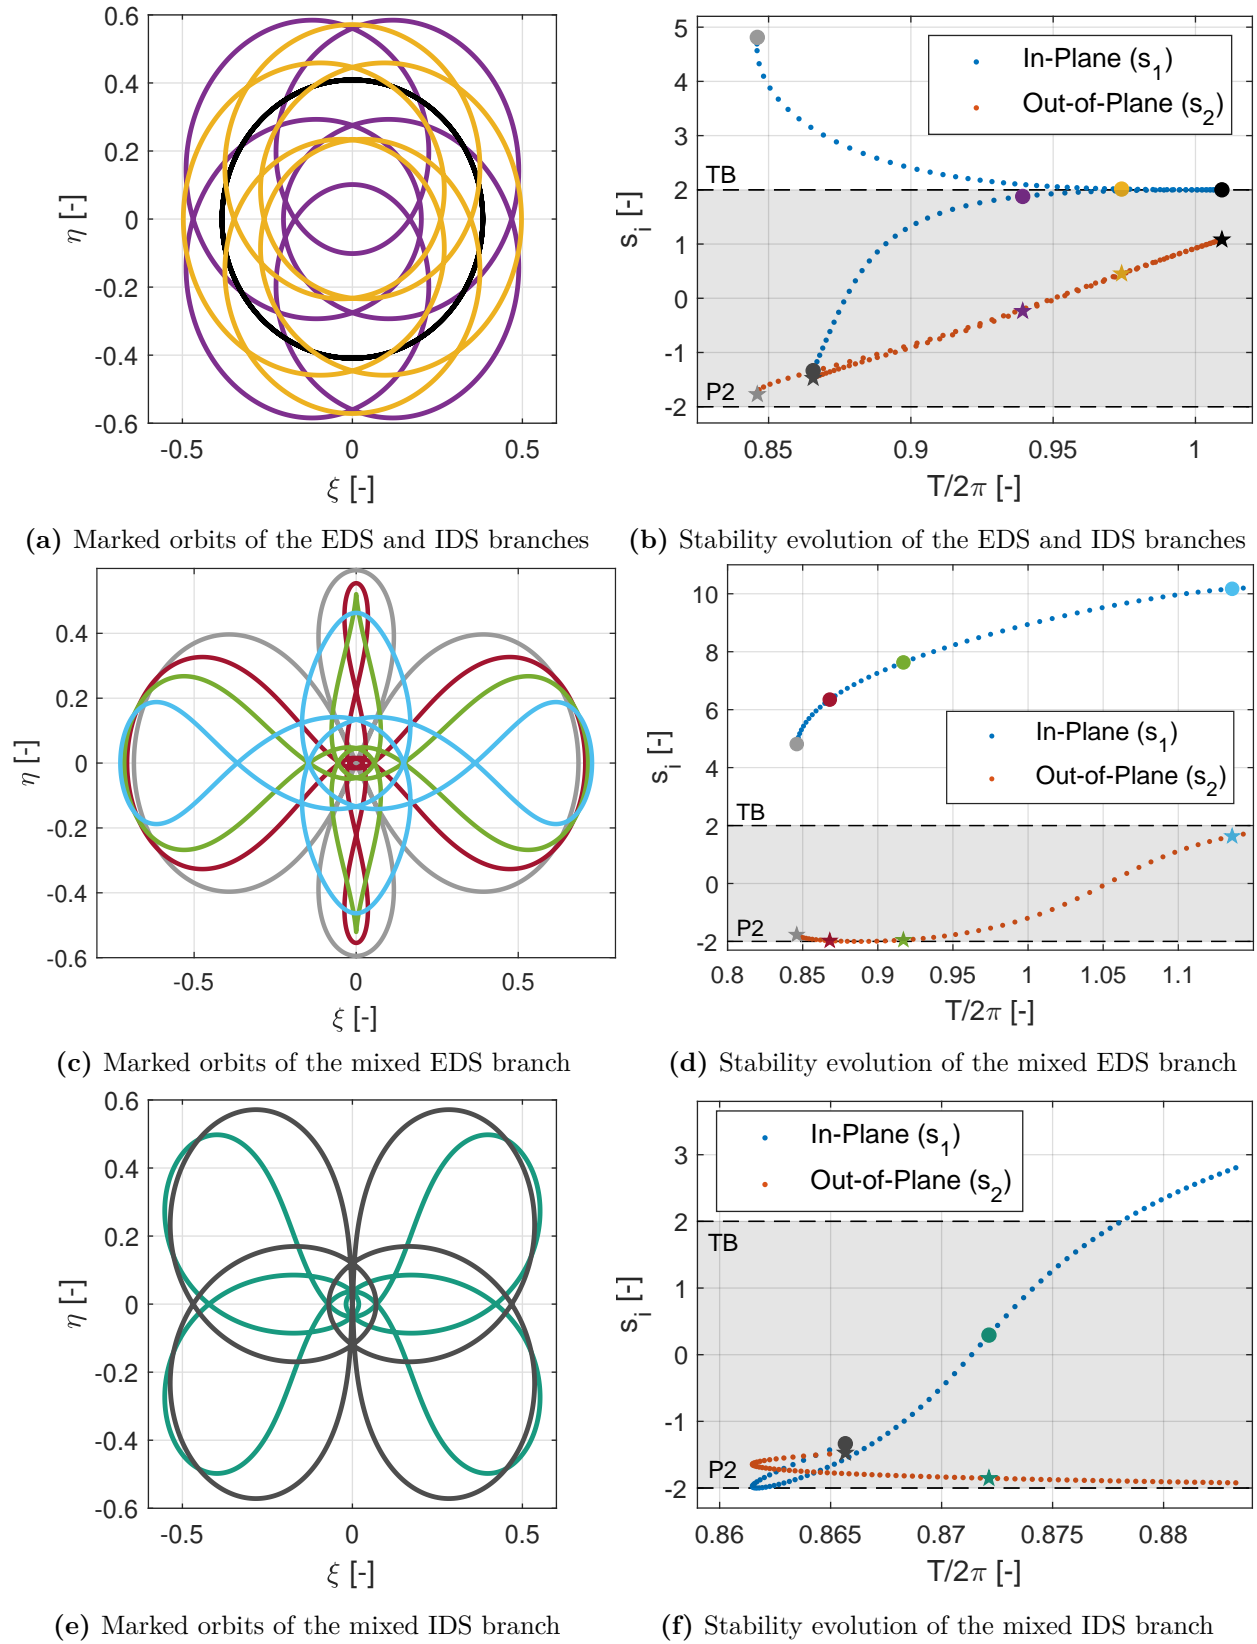 0.6
0.4
0.2
0
-0.2
-0.4
-0.6
-0.5
0
0.5
η [-]
ξ [-]
5
4
3
2
1
0
-1
-2
TB
P2
In-Plane (s₁)
Out-of-Plane (s₂)
0.85
0.9
0.95
1
s_i [-]
T/2π [-]
(a) Marked orbits of the EDS and IDS branches
(b) Stability evolution of the EDS and IDS branches
0.4
0.2
0
-0.2
-0.4
-0.6
-0.5
0
0.5
η [-]
ξ [-]
10
8
6
4
2
0
-2
TB
P2
In-Plane (s₁)
Out-of-Plane (s₂)
0.8
0.85
0.9
0.95
1
1.05
1.1
s_i [-]
T/2π [-]
(c) Marked orbits of the mixed EDS branch
(d) Stability evolution of the mixed EDS branch
0.6
0.4
0.2
0
-0.2
-0.4
-0.6
-0.5
0
0.5
η [-]
ξ [-]
3
2
1
0
-1
-2
TB
P2
In-Plane (s₁)
Out-of-Plane (s₂)
0.86
0.865
0.87
0.875
0.88
s_i [-]
T/2π [-]
(e) Marked orbits of the mixed IDS branch
(f) Stability evolution of the mixed IDS branch